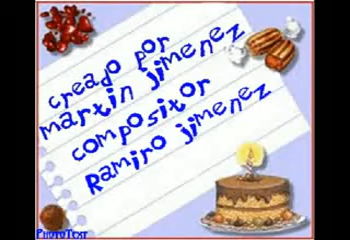 creado por
martin jimenez
compositor
Ramiro jimenez
PhotoText